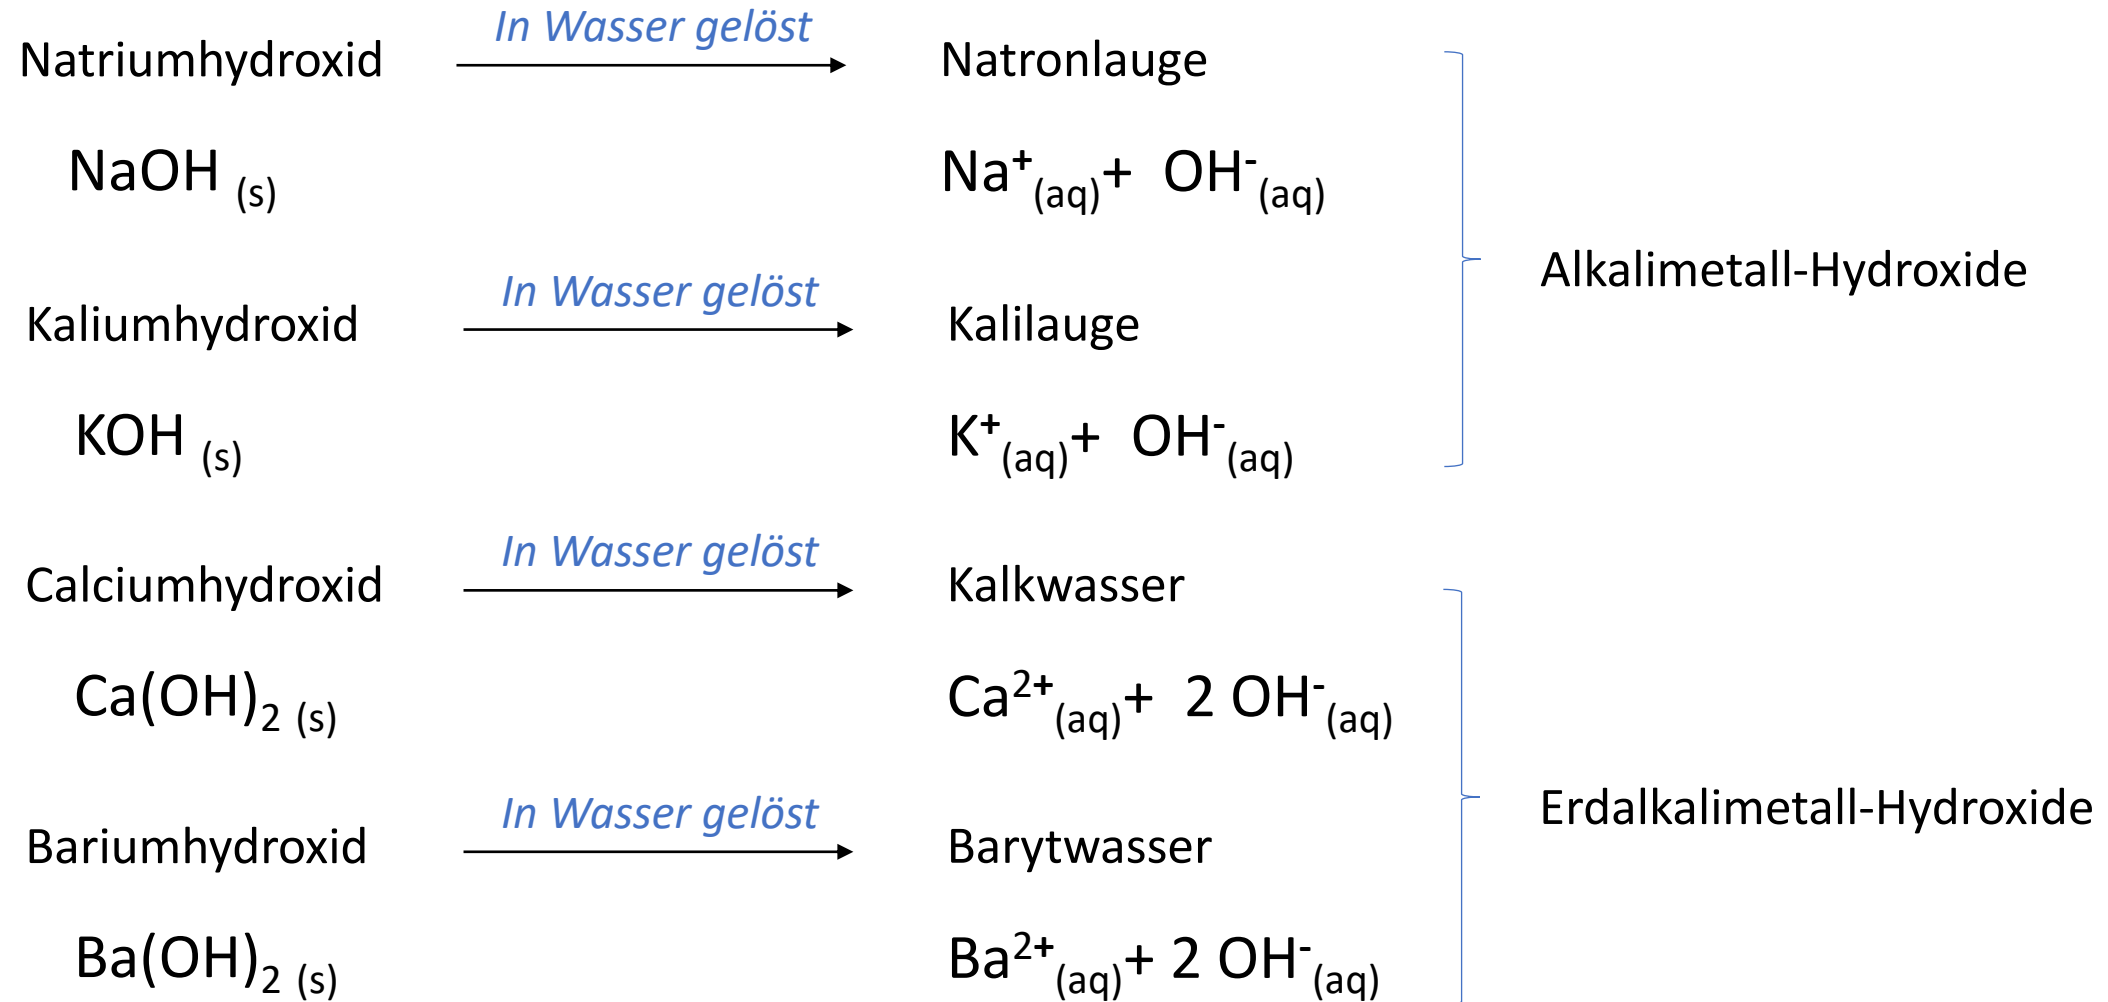 In Wasser gelöst
Natriumhydroxid Natronlauge
NaOH (s) Na⁺(aq)+ OH⁻(aq)
Alkalimetall-Hydroxide
In Wasser gelöst
Kaliumhydroxid Kalilauge
KOH (s) K⁺(aq)+ OH⁻(aq)
In Wasser gelöst
Calciumhydroxid Kalkwasser
Ca(OH)₂ (s) Ca²⁺(aq)+ 2 OH⁻(aq)
Erdalkalimetall-Hydroxide
In Wasser gelöst
Bariumhydroxid Barytwasser
Ba(OH)₂ (s) Ba²⁺(aq)+ 2 OH⁻(aq)